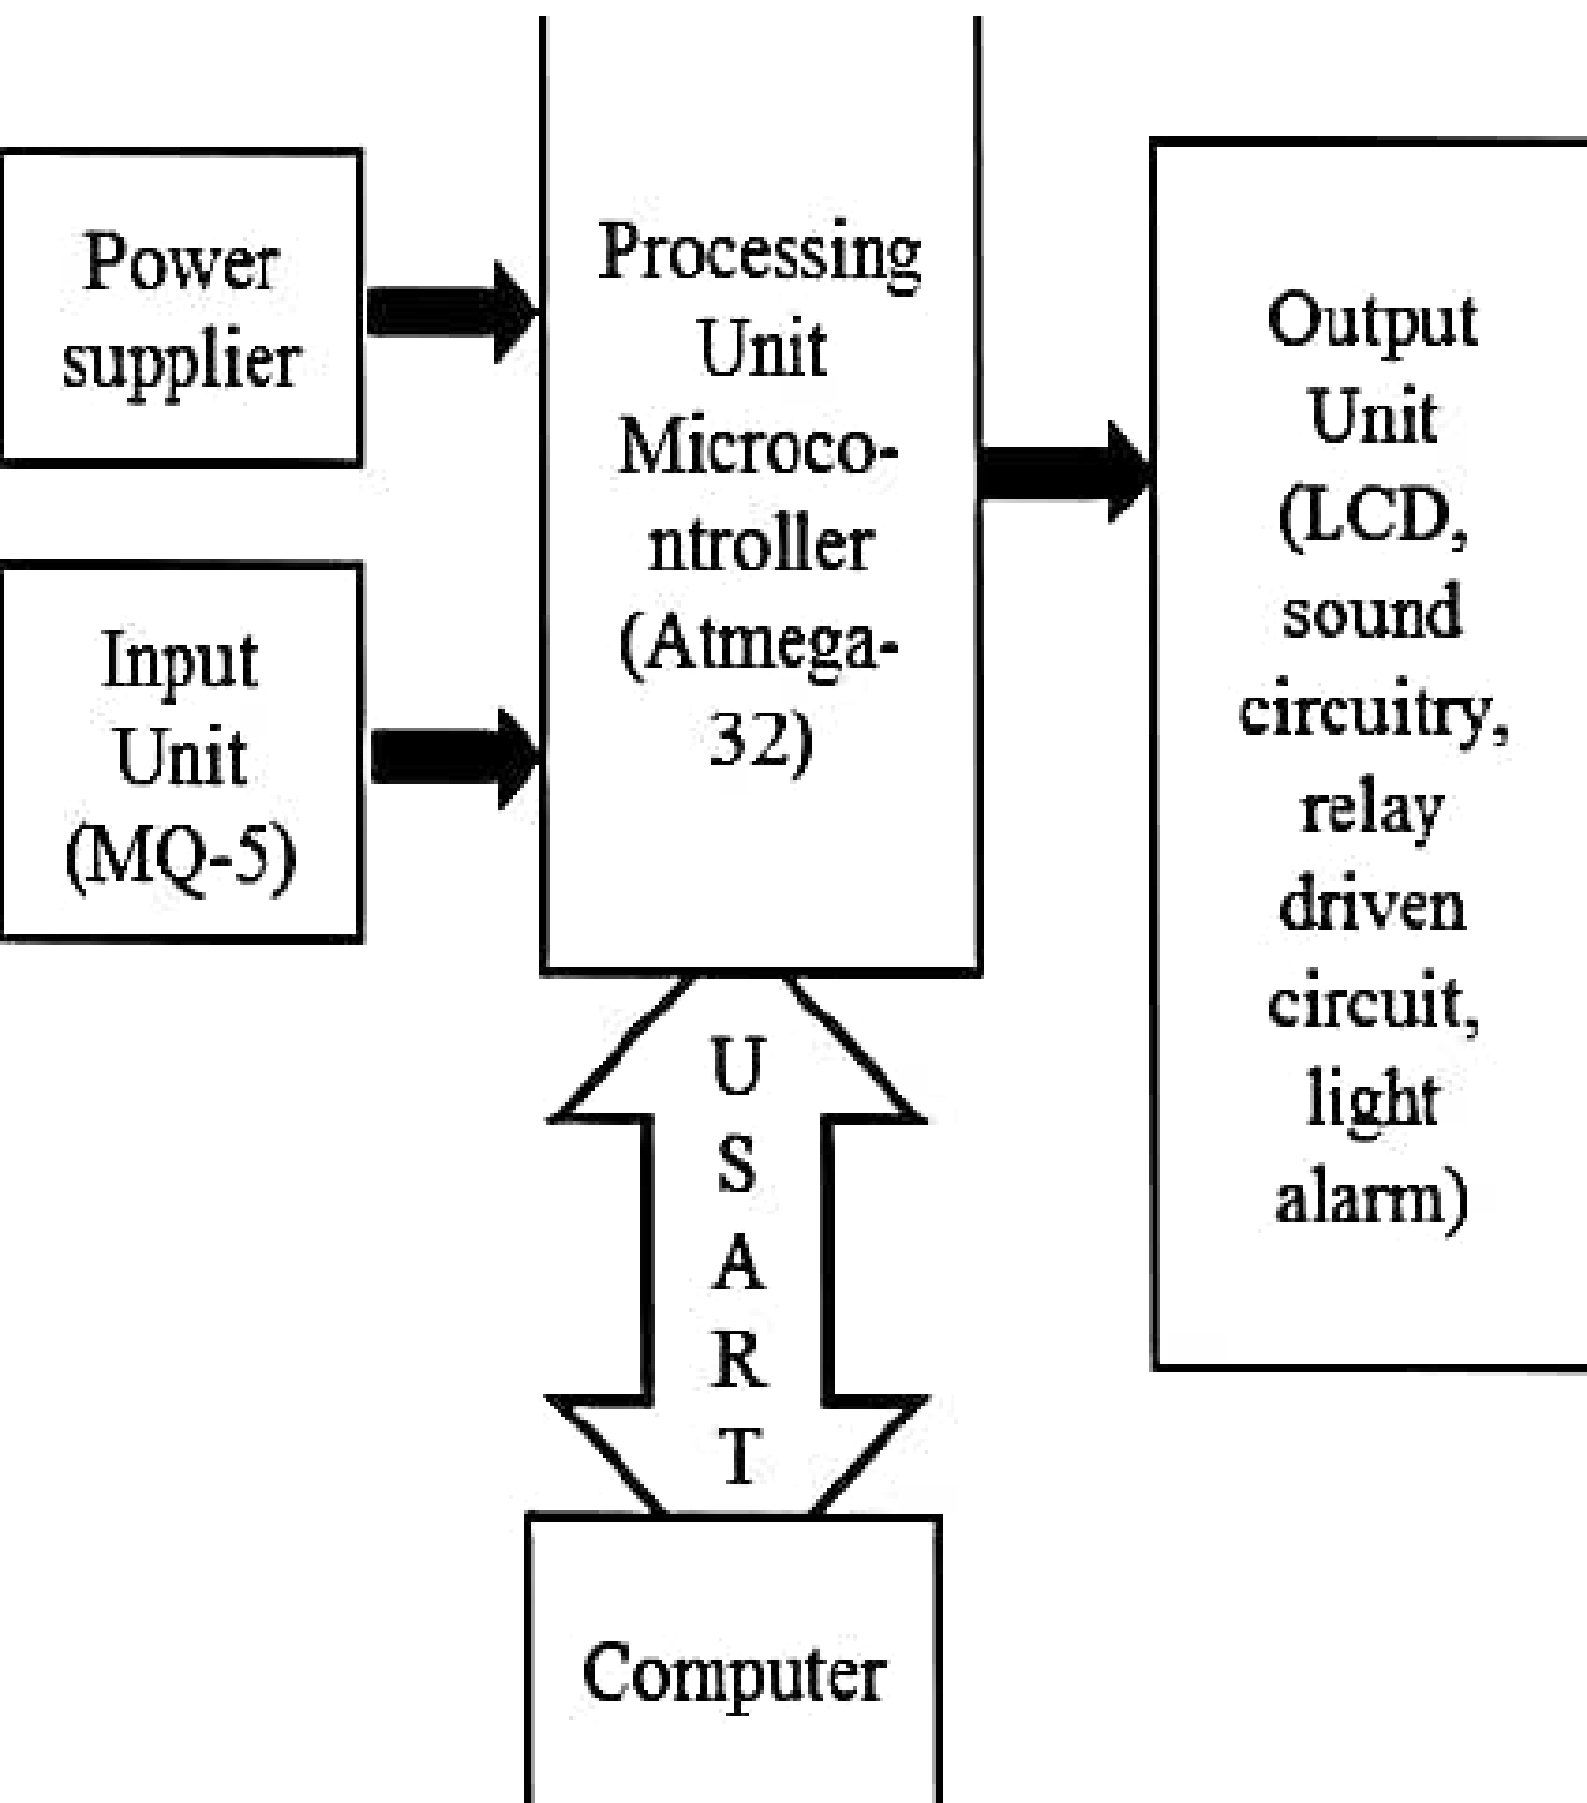 Power
supplier
Input
Unit
(MQ-5)
Processing
Unit
Microco-
ntroller
(Atmega-
32)
Output
Unit
(LCD,
sound
circuitry,
relay
driven
circuit,
light
alarm)
U
S
A
R
T
Computer